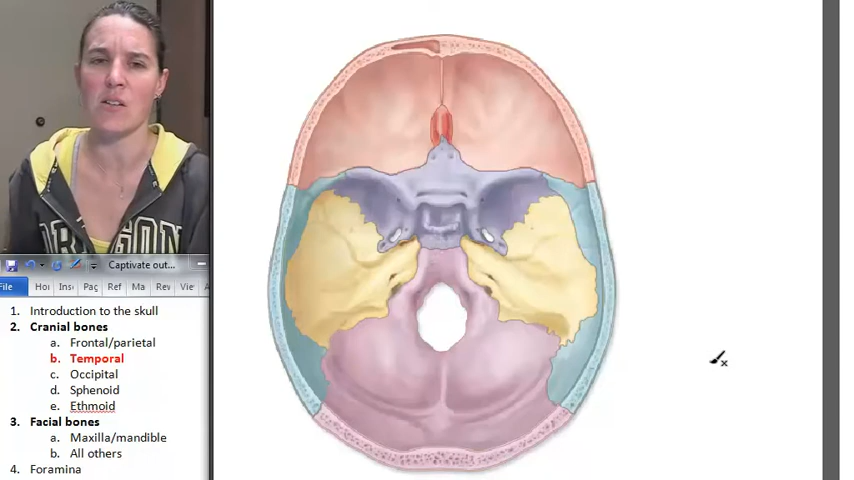 Captivate out...
File
Hor
Ins
Pag
Ref
Ma
Rev
Vie
1. Introduction to the skull
2. Cranial bones
a. Frontal/parietal
b. Temporal
c. Occipital
d. Sphenoid
e. Ethmoid
3. Facial bones
a. Maxilla/mandible
b. All others
4. Foramina